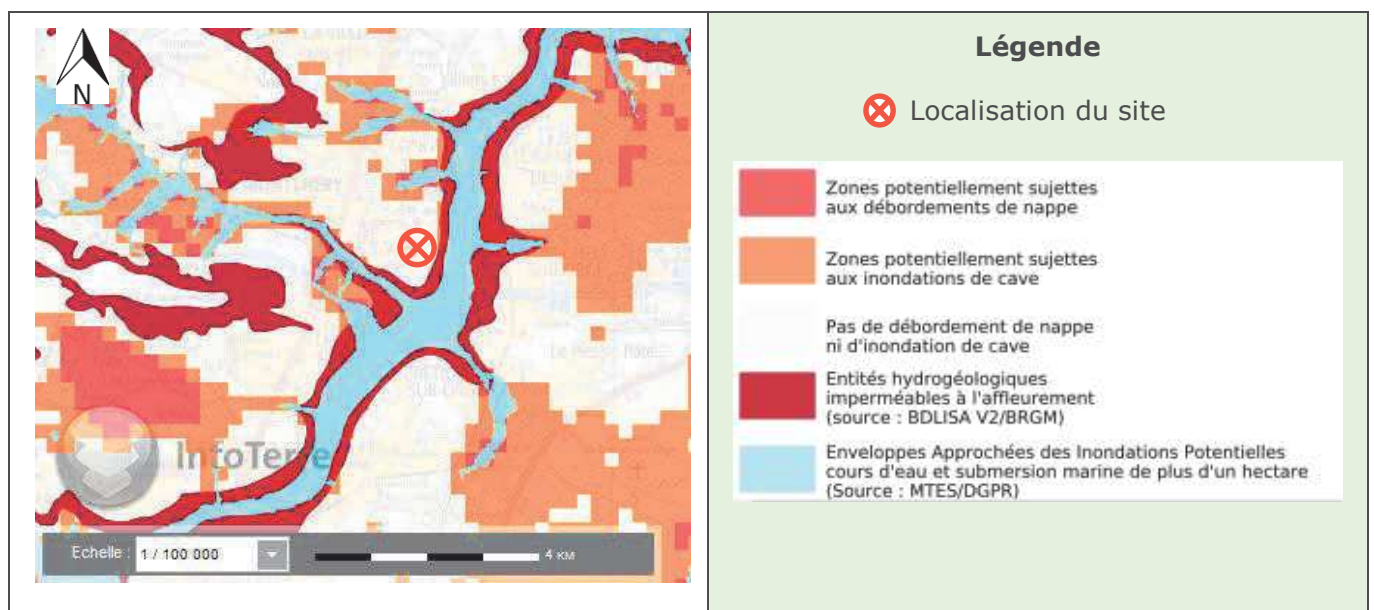 N
InfoTerre
Echelle : 1 / 100 000
4 KM
Légende
Localisation du site
Zones potentiellement sujettes
aux débordements de nappe
Zones potentiellement sujettes
aux inondations de cave
Pas de débordement de nappe
ni d'inondation de cave
Entités hydrogéologiques
imperméables à l'affleurement
(source : BDLISA V2/BRGM)
Enveloppes Approchées des Inondations Potentielles
cours d'eau et submersion marine de plus d'un hectare
(Source : MTES/DGPR)